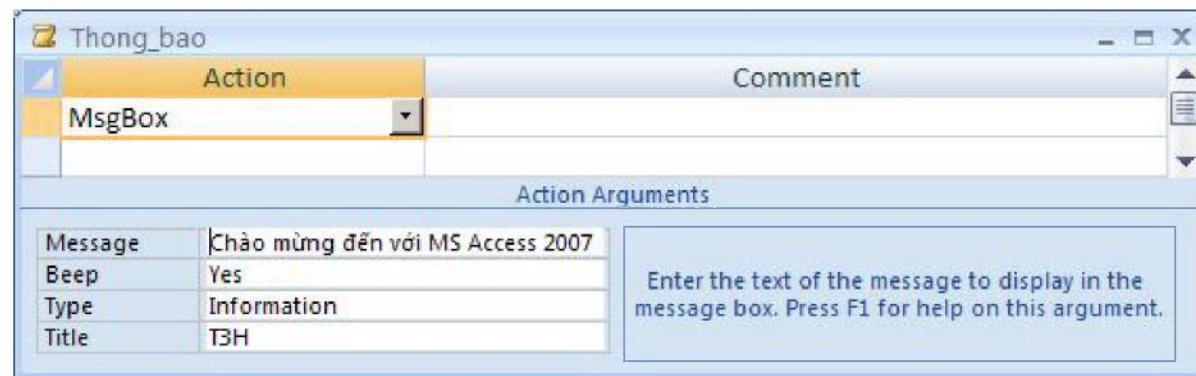 Thong_bao
Action Comment
MsgBox
Action Arguments
Message Chào mừng đến với MS Access 2007
Beep Yes
Type Information
Title T3H
Enter the text of the message to display in the
message box. Press F1 for help on this argument.